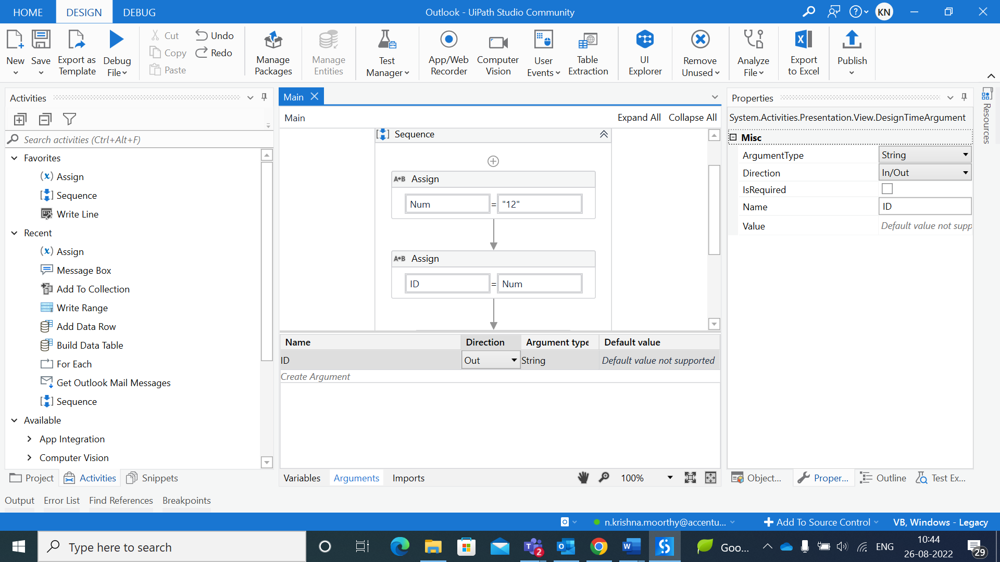 HOME DESIGN DEBUG Outlook - UiPath Studio Community KN
New Save Export as Template Debug File
Cut Copy Paste Undo Redo
Manage Packages Manage Entities Test Manager App/Web Recorder Computer Vision User Events Table Extraction UI Explorer Remove Unused Analyze File Export to Excel Publish
Activities
Search activities (Ctrl+Alt+F)
Favorites
Assign
Sequence
Write Line
Recent
Assign
Message Box
Add To Collection
Write Range
Add Data Row
Build Data Table
For Each
Get Outlook Mail Messages
Sequence
Available
App Integration
Computer Vision
Project Activities Snippets
Main
Main Expand All Collapse All
Sequence
A+B Assign
Num = "12"
A+B Assign
ID = Num
Name Direction Argument type Default value
ID Out String Default value not supported
Create Argument
Variables Arguments Imports 100%
Properties
System.Activities.Presentation.View.DesignTimeArgument
Misc
ArgumentType String
Direction In/Out
IsRequired
Name ID
Value Default value not supp
Resources
Object... Proper... Outline Test Ex...
Output Error List Find References Breakpoints
n.krishna.moorthy@accentu... Add To Source Control VB, Windows - Legacy
Type here to search 2 Goo... ENG 10:44
26-08-2022 29